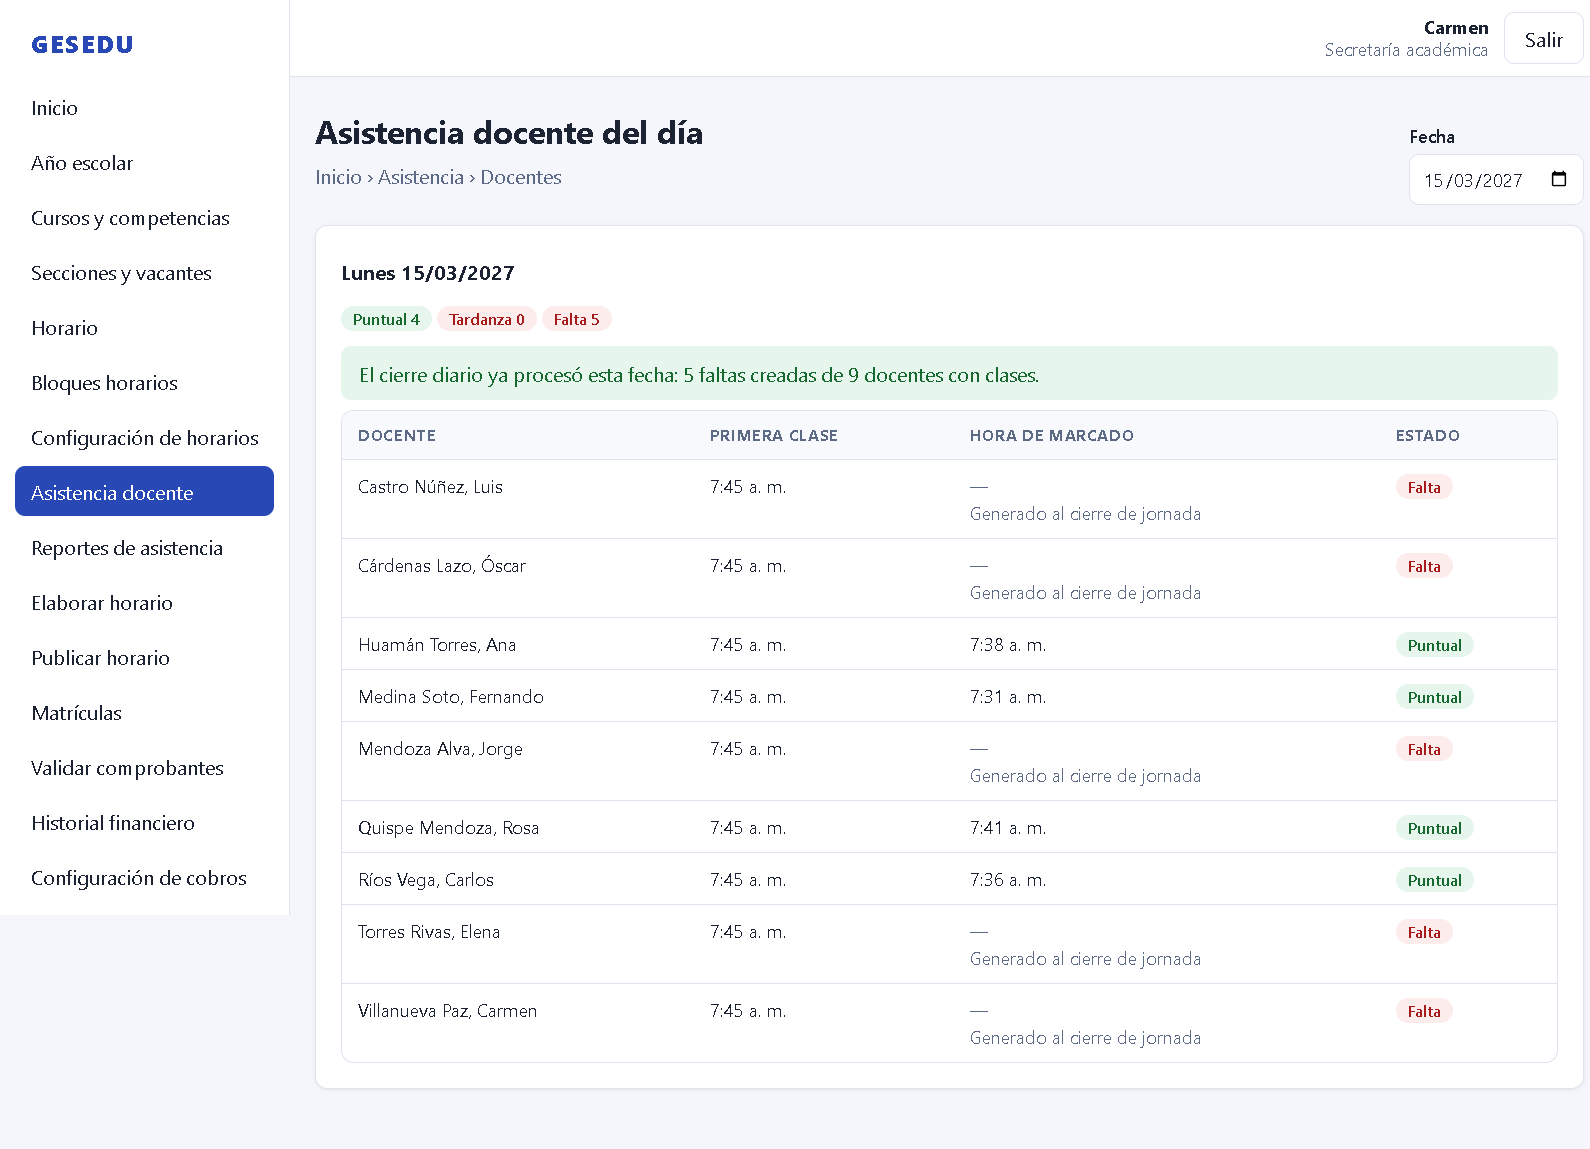 GESEDU
Inicio
Año escolar
Cursos y competencias
Secciones y vacantes
Horario
Bloques horarios
Configuración de horarios
Asistencia docente
Reportes de asistencia
Elaborar horario
Publicar horario
Matrículas
Validar comprobantes
Historial financiero
Configuración de cobros
Carmen
Secretaría académica
Salir
Asistencia docente del día
Inicio › Asistencia › Docentes
Fecha
15/03/2027
Lunes 15/03/2027
Puntual 4 Tardanza 0 Falta 5
El cierre diario ya procesó esta fecha: 5 faltas creadas de 9 docentes con clases.
DOCENTE PRIMERA CLASE HORA DE MARCADO ESTADO
Castro Núñez, Luis 7:45 a. m. — Falta
Generado al cierre de jornada
Cárdenas Lazo, Óscar 7:45 a. m. — Falta
Generado al cierre de jornada
Huamán Torres, Ana 7:45 a. m. 7:38 a. m. Puntual
Medina Soto, Fernando 7:45 a. m. 7:31 a. m. Puntual
Mendoza Alva, Jorge 7:45 a. m. — Falta
Generado al cierre de jornada
Quispe Mendoza, Rosa 7:45 a. m. 7:41 a. m. Puntual
Ríos Vega, Carlos 7:45 a. m. 7:36 a. m. Puntual
Torres Rivas, Elena 7:45 a. m. — Falta
Generado al cierre de jornada
Villanueva Paz, Carmen 7:45 a. m. — Falta
Generado al cierre de jornada